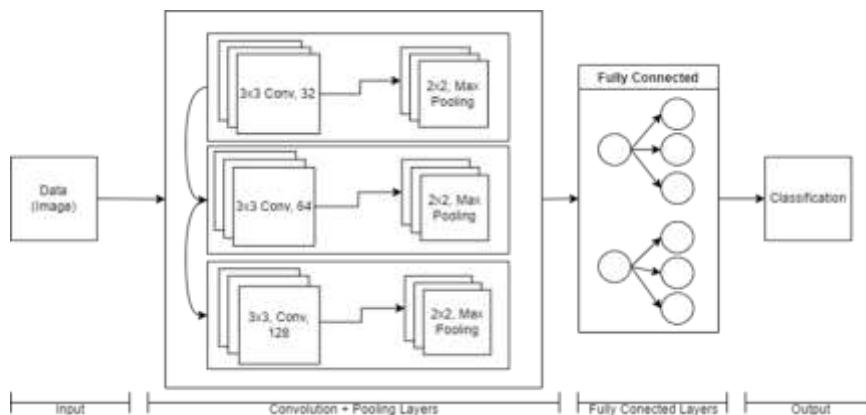 Data
(Image)
3x3 Conv, 32
2x2, Max
Pooling
3x3 Conv, 64
2x2, Max
Pooling
3x3, Conv,
128
2x2, Max
Pooling
Fully Connected
Classification
Input
Convolution + Pooling Layers
Fully Conected Layers
Output